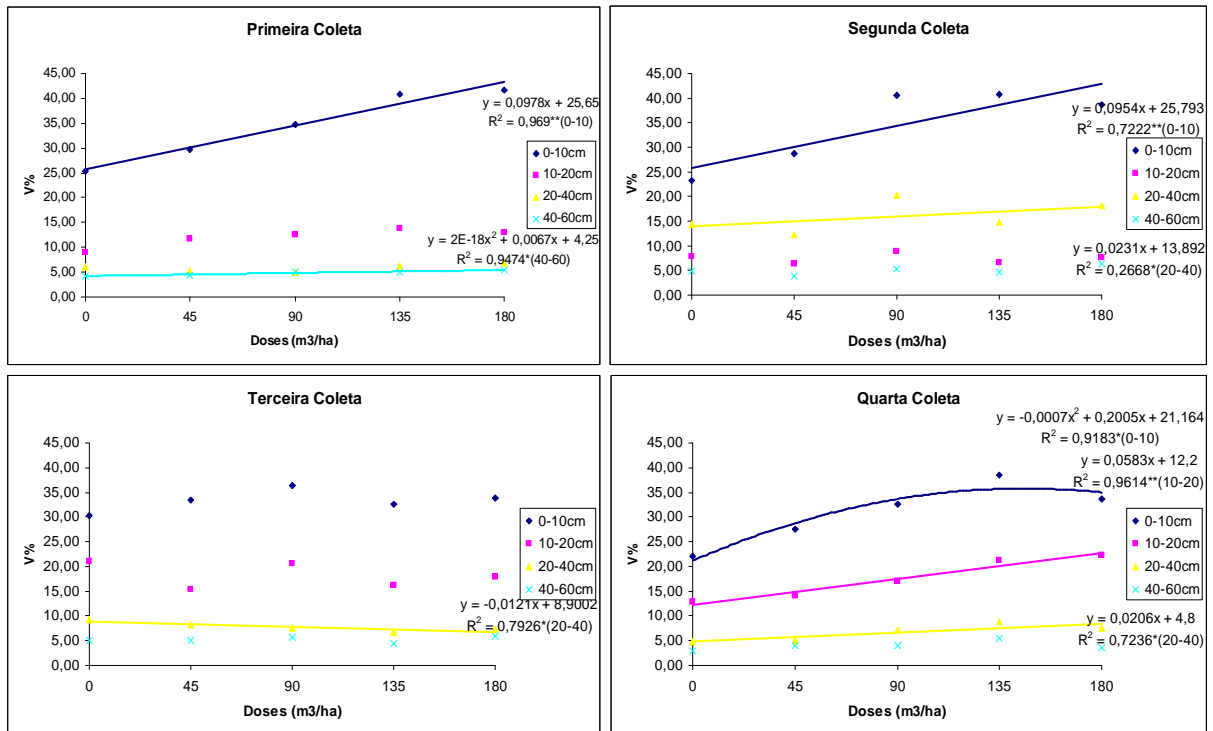 Primeira Coleta
45,00
40,00
35,00
30,00
25,00
20,00
15,00
10,00
5,00
0,00
V%
0 45 90 135 180
Doses (m3/ha)
y = 0,0978x + 25,65
R² = 0,969**(0-10)
0-10cm
10-20cm
20-40cm
40-60cm
y = 2E-18x² + 0,0067x + 4,25
R² = 0,9474*(40-60)
Segunda Coleta
45,00
40,00
35,00
30,00
25,00
20,00
15,00
10,00
5,00
0,00
V%
0 45 90 135 180
Doses (m3/ha)
y = 0,0954x + 25,793
R² = 0,7222**(0-10)
0-10cm
10-20cm
20-40cm
40-60cm
y = 0,0231x + 13,892
R² = 0,2668*(20-40)
Terceira Coleta
45,00
40,00
35,00
30,00
25,00
20,00
15,00
10,00
5,00
0,00
V%
0 45 90 135 180
Doses (m3/ha)
0-10cm
10-20cm
20-40cm
40-60cm
y = -0,0121x + 8,9002
R² = 0,7926*(20-40)
Quarta Coleta
45,00
40,00
35,00
30,00
25,00
20,00
15,00
10,00
5,00
0,00
V%
0 45 90 135 180
Doses (m3/ha)
y = -0,0007x² + 0,2005x + 21,164
R² = 0,9183*(0-10)
y = 0,0583x + 12,2
R² = 0,9614**(10-20)
0-10cm
10-20cm
20-40cm
40-60cm
y = 0,0206x + 4,8
R² = 0,7236*(20-40)